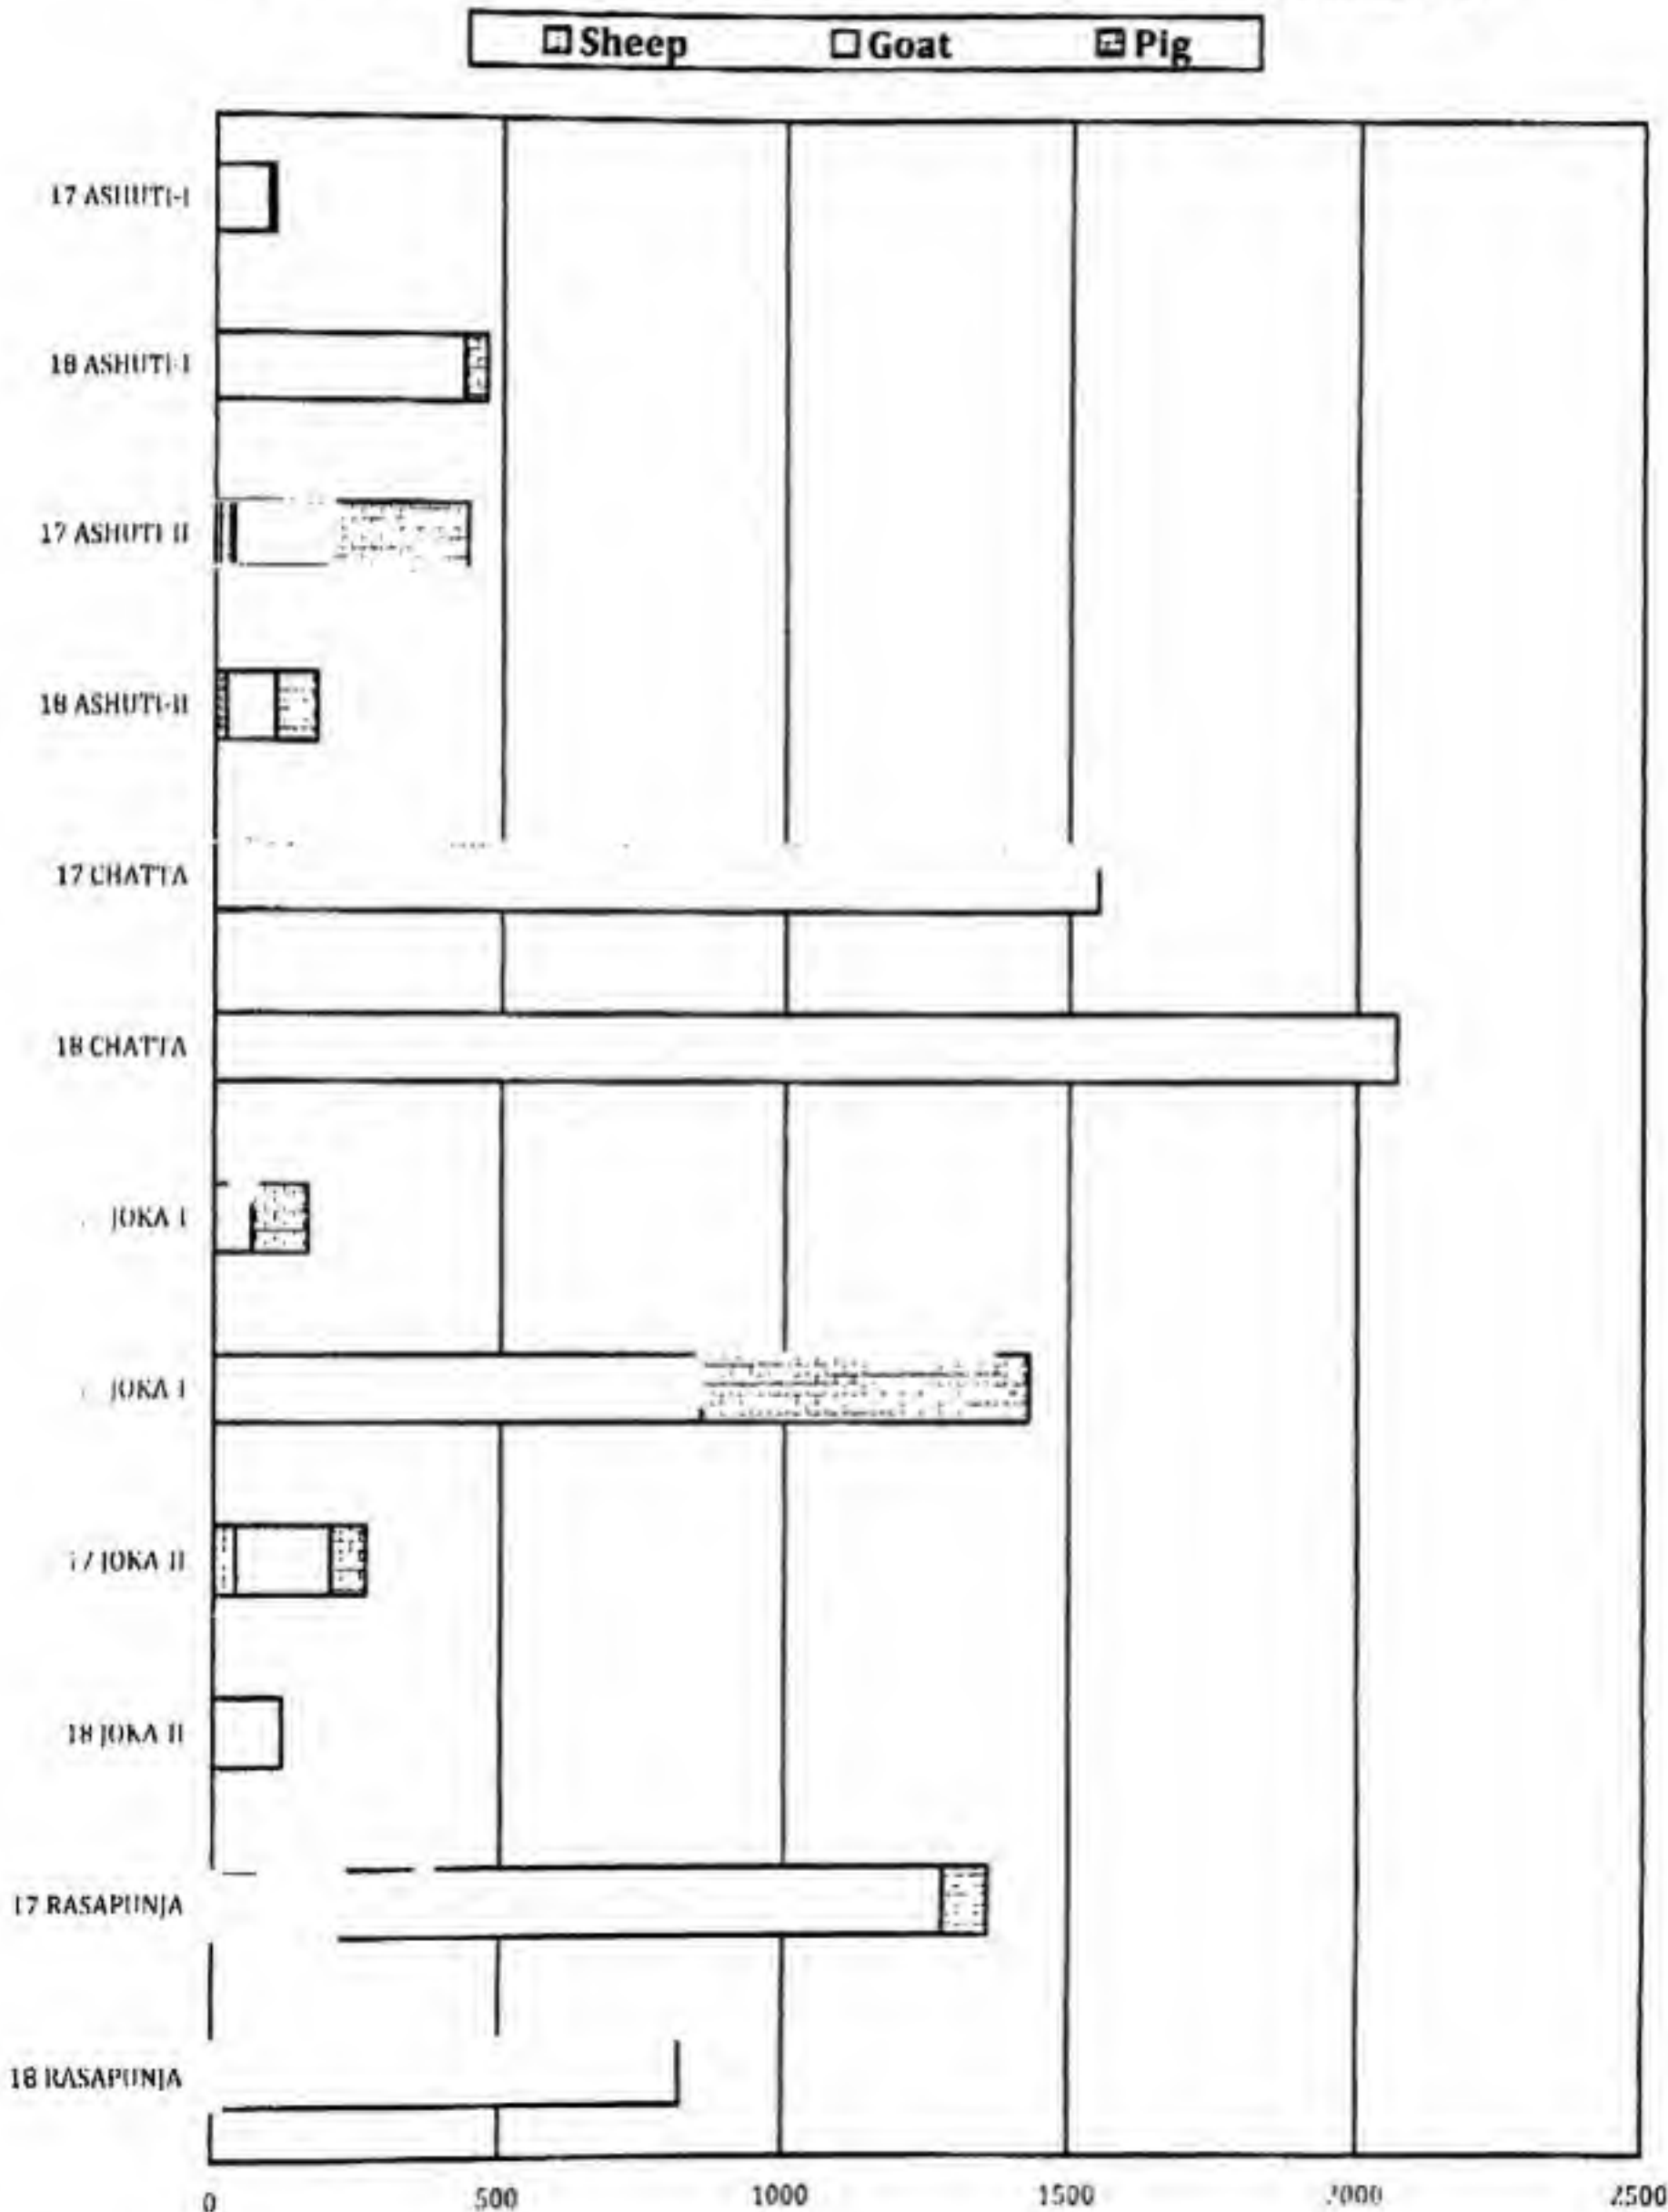 Sheep Goat Pig
17 ASHUTI-I
18 ASHUTI-I
17 ASHUTI-II
18 ASHUTI-II
17 CHATTA
18 CHATTA
JOKA I
JOKA I
17 JOKA II
18 JOKA II
17 RASAPUNJA
18 RASAPUNJA
0 500 1000 1500 2000 2500